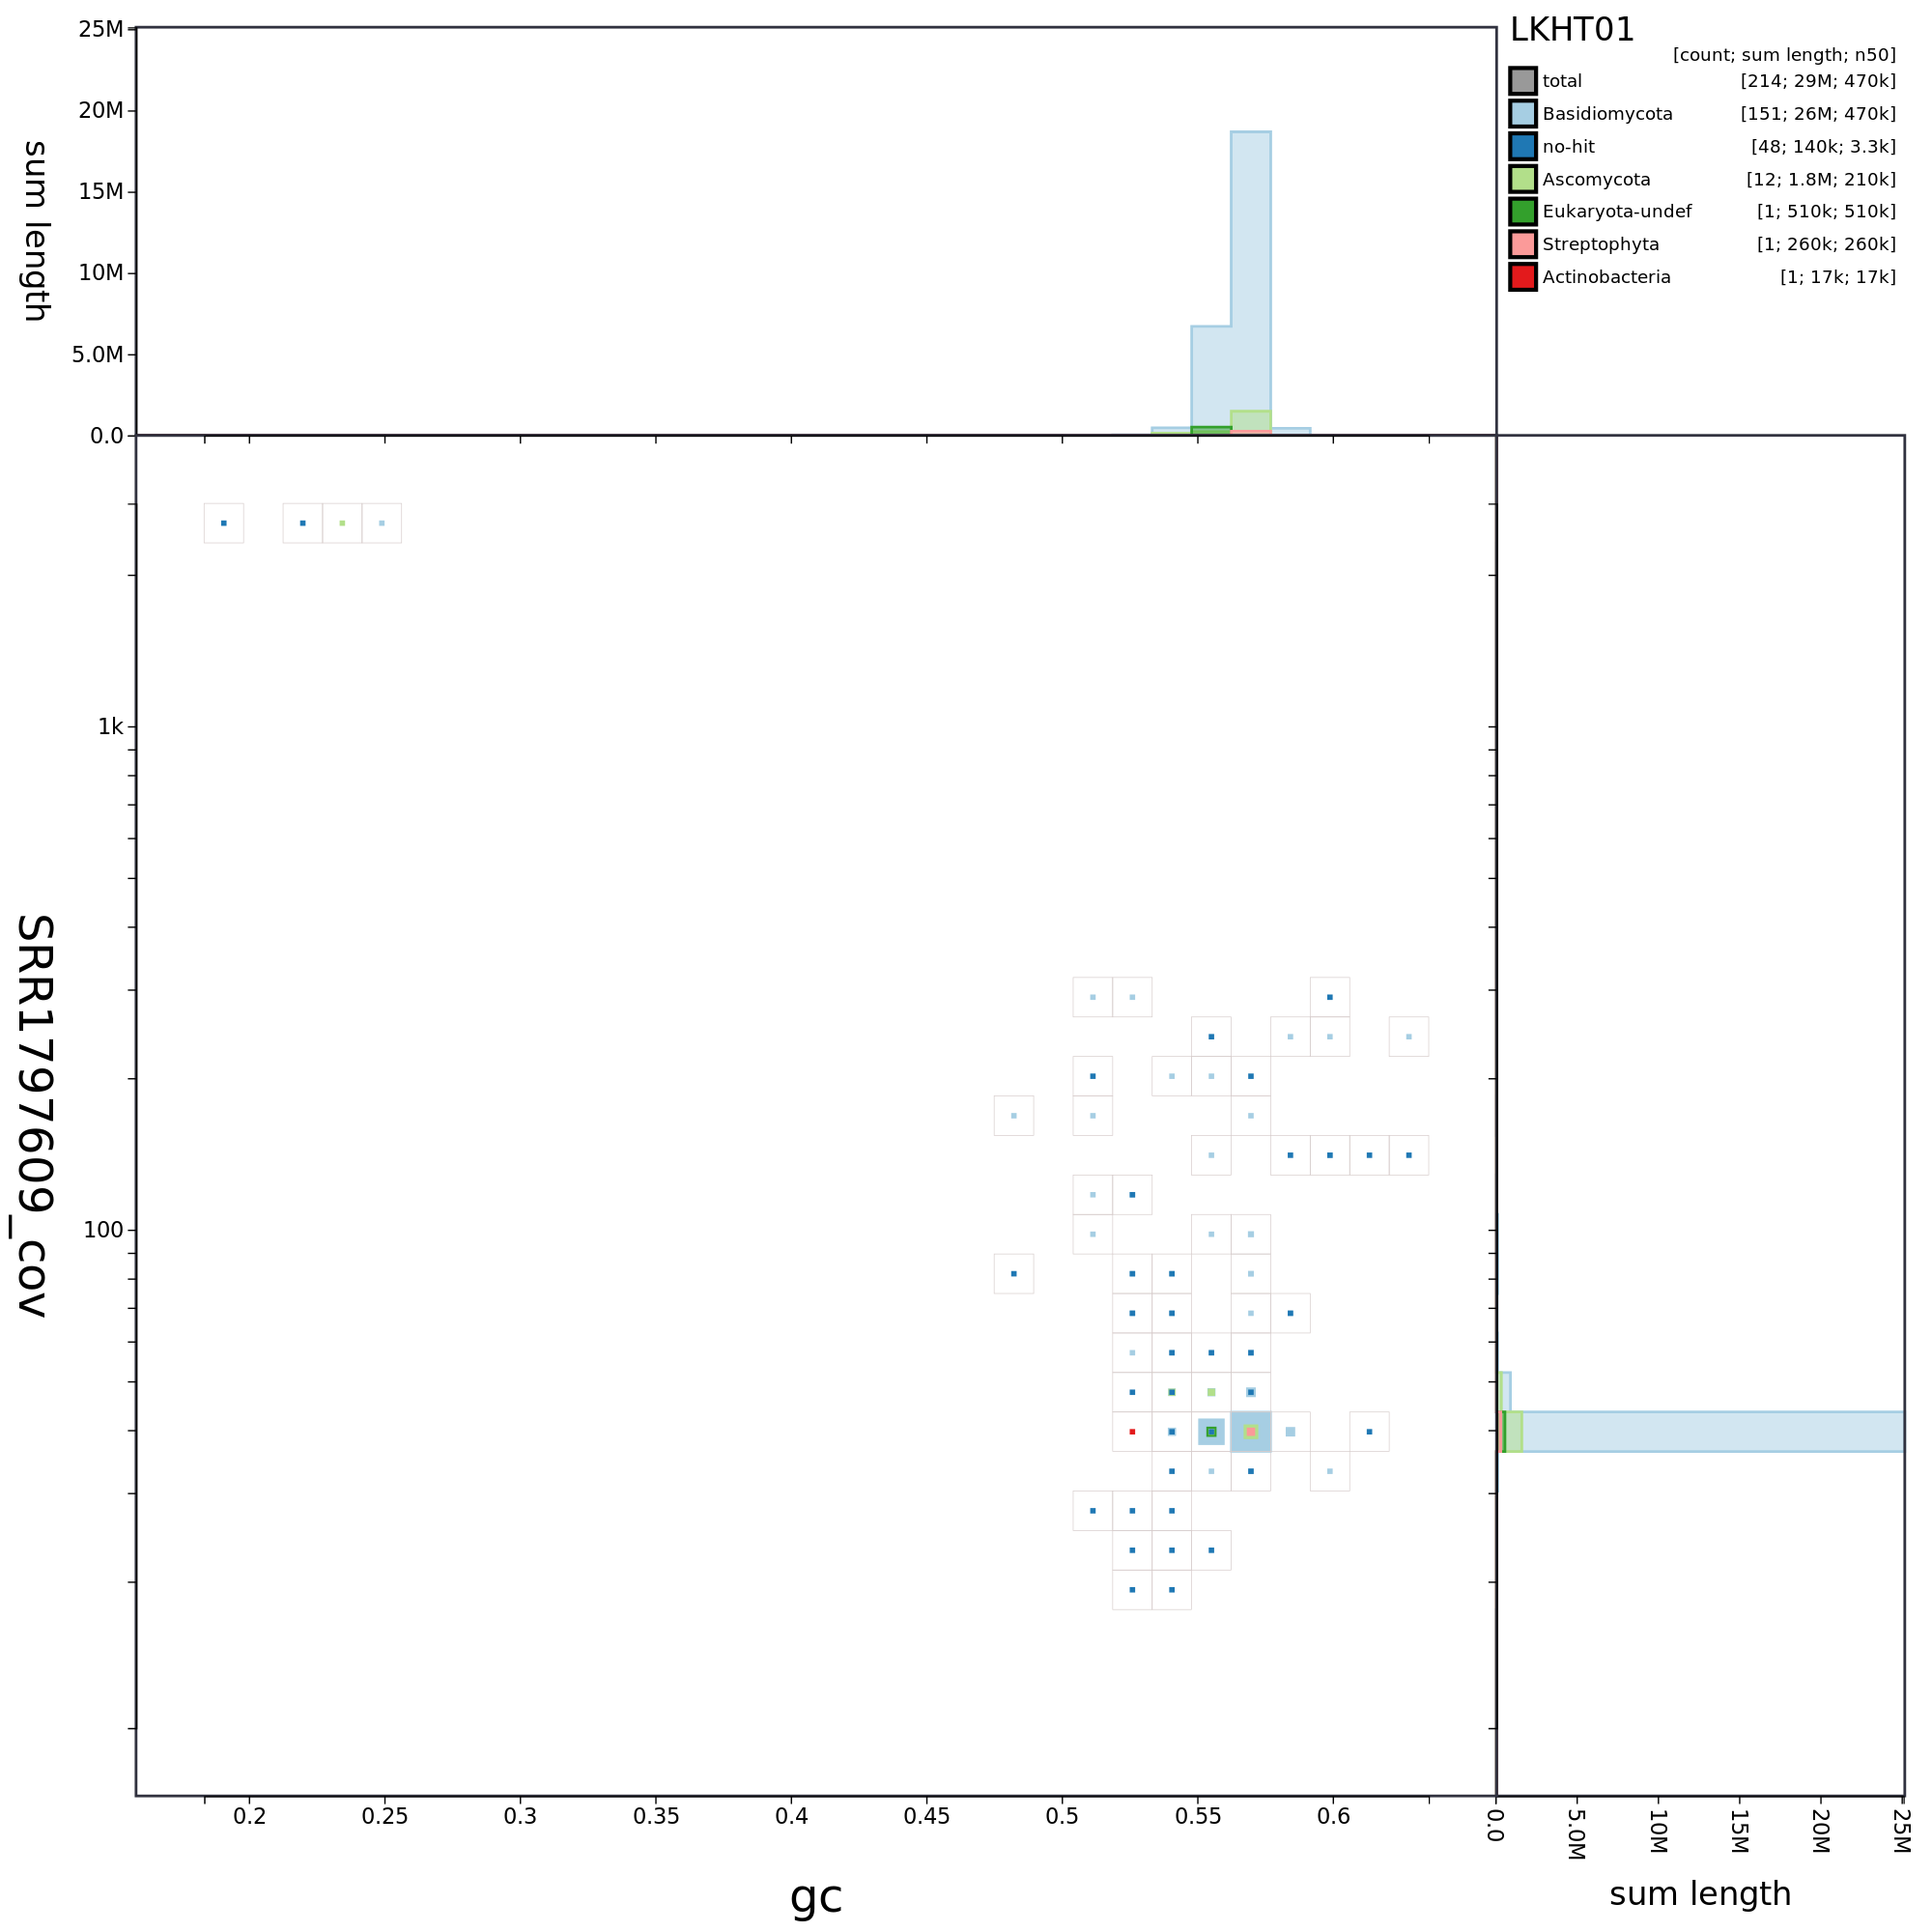 LKHT01
[count; sum length; n50]
total [214; 29M; 470k]
Basidiomycota [151; 26M; 470k]
no-hit [48; 140k; 3.3k]
Ascomycota [12; 1.8M; 210k]
Eukaryota-undef [1; 510k; 510k]
Streptophyta [1; 260k; 260k]
Actinobacteria [1; 17k; 17k]
25M
20M
15M
10M
5.0M
0.0
sum length
1k
100
SRR1797609_cov
0.2 0.25 0.3 0.35 0.4 0.45 0.5 0.55 0.6
gc
0.0 5.0M 10M 15M 20M 25M
sum length